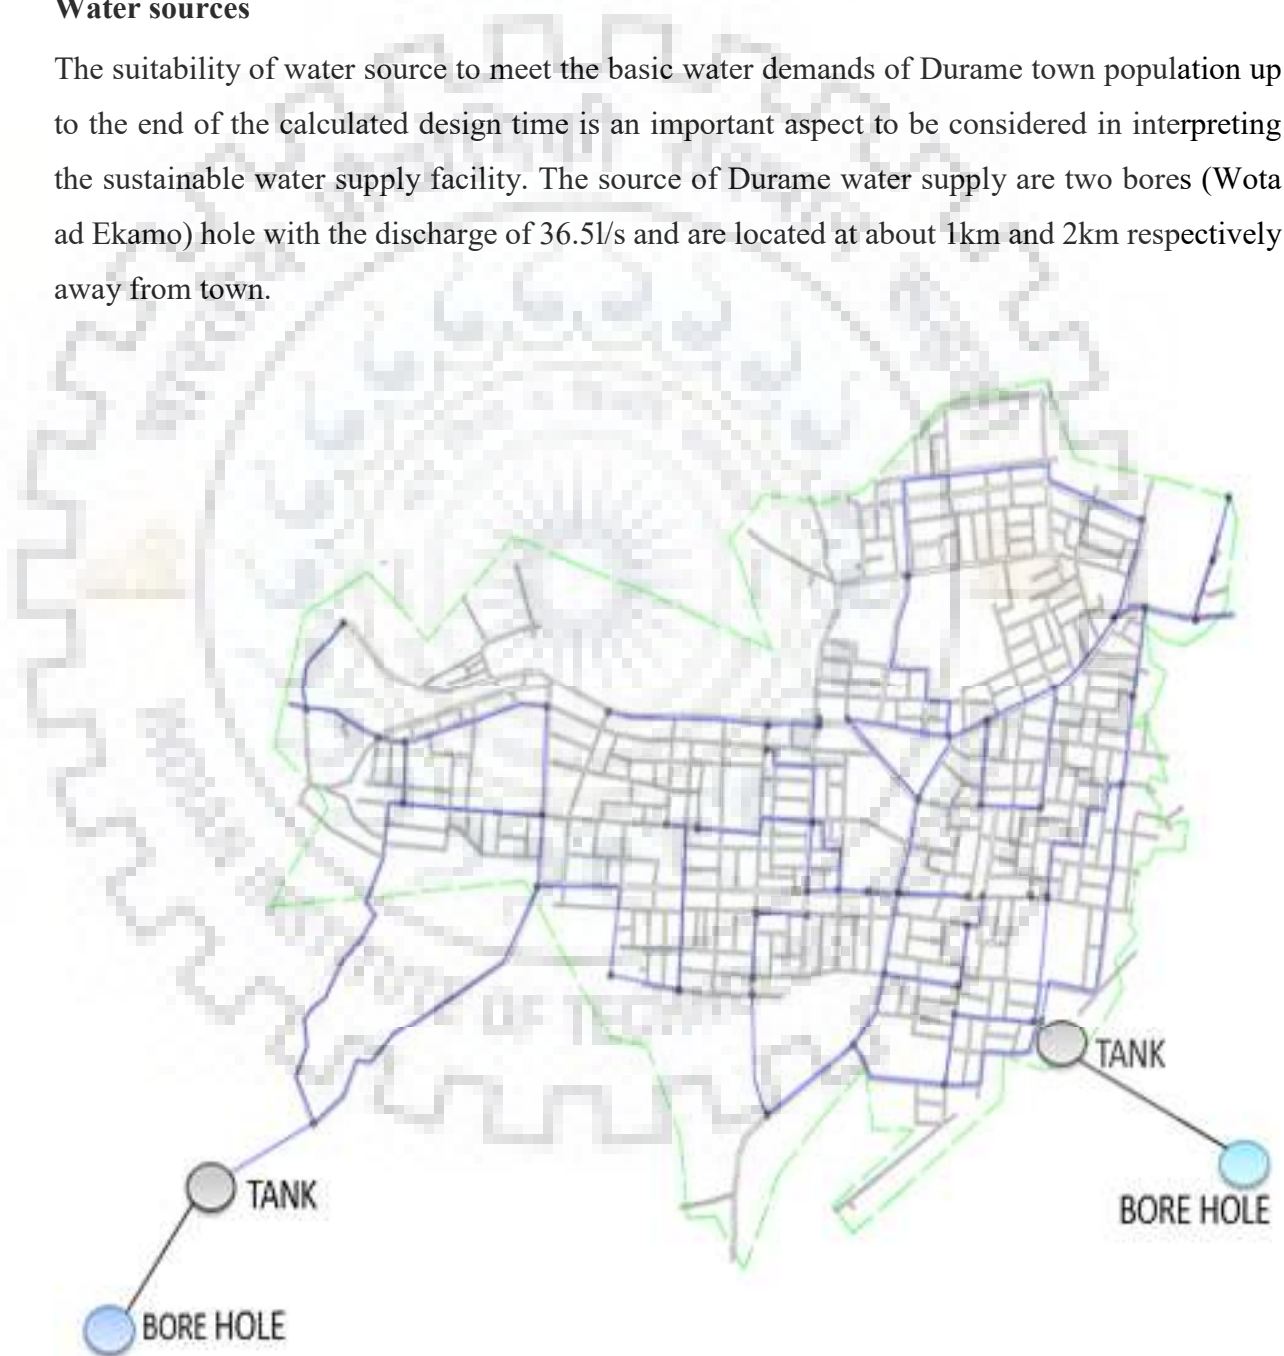 Water sources
The suitability of water source to meet the basic water demands of Durame town population up
to the end of the calculated design time is an important aspect to be considered in interpreting
the sustainable water supply facility. The source of Durame water supply are two bores (Wota
ad Ekamo) hole with the discharge of 36.5l/s and are located at about 1km and 2km respectively
away from town.
TANK
BORE HOLE
TANK
BORE HOLE